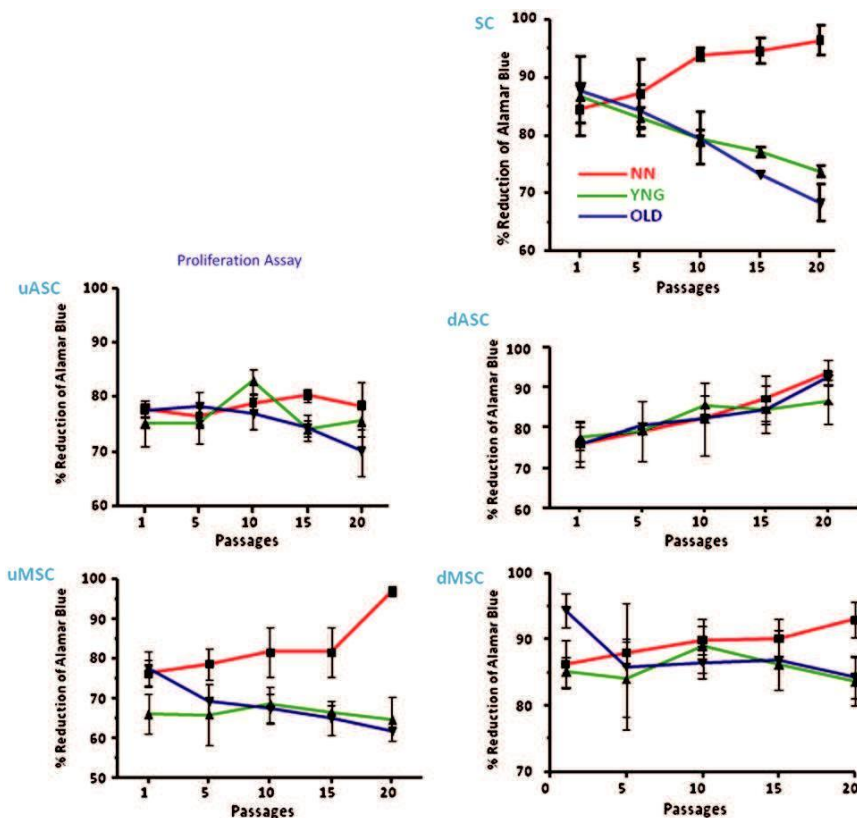 SC
% Reduction of Alamar Blue
100
90
80
70
60
NN
YNG
OLD
1 5 10 15 20
Passages
Proliferation Assay
uASC
% Reduction of Alamar Blue
100
90
80
70
60
1 5 10 15 20
Passages
dASC
% Reduction of Alamar Blue
100
90
80
70
60
1 5 10 15 20
Passages
uMSC
% Reduction of Alamar Blue
100
90
80
70
60
50
1 5 10 15 20
Passages
dMSC
% Reduction of Alamar Blue
100
90
80
70
0 5 10 15 20
Passages